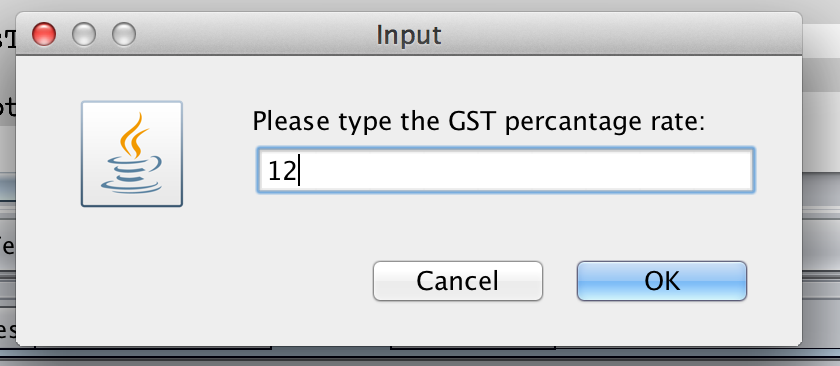 Input
Please type the GST percantage rate:
12
Cancel
OK